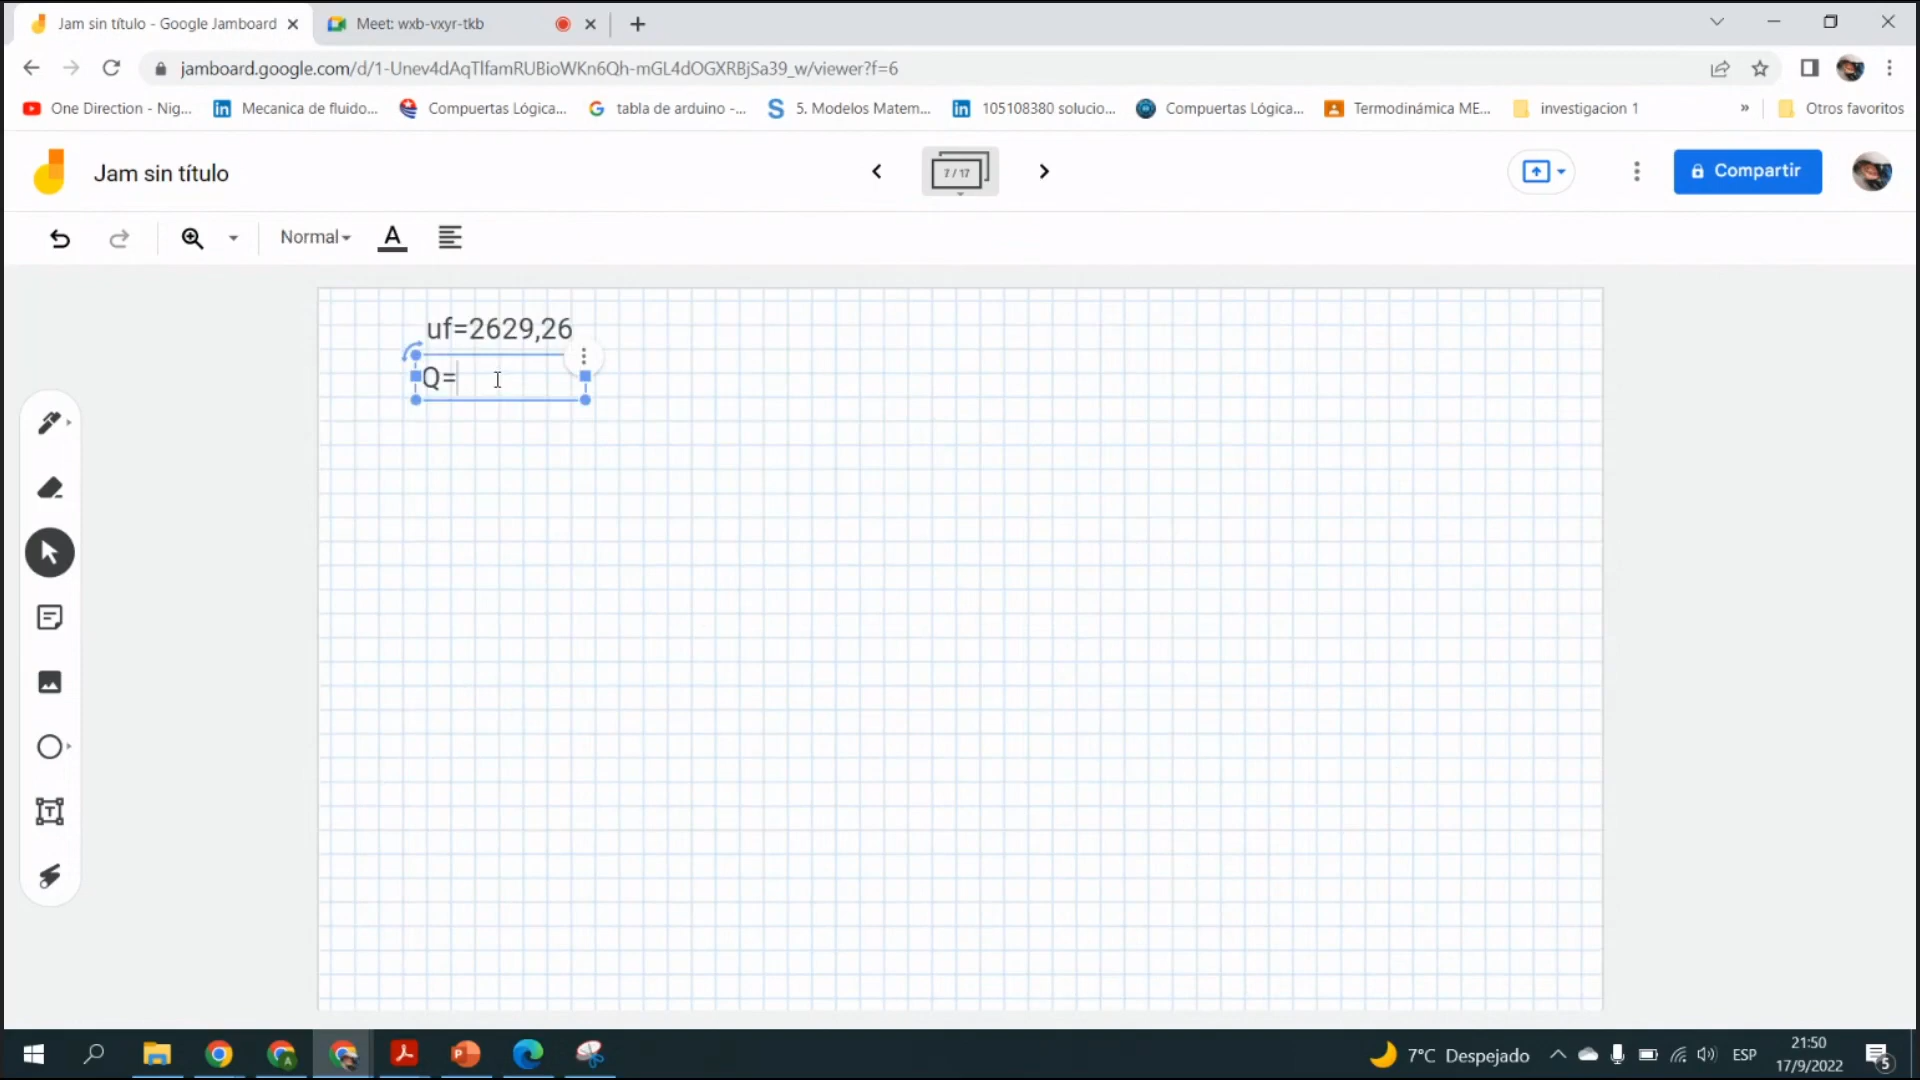 Jam sin título - Google Jamboard
Meet: wxb-vxyr-tkb
jamboard.google.com/d/1-Unev4dAqTlfamRUBioWKn6Qh-mGL4dOGXRBjSa39_w/viewer?f=6
One Direction - Nig...
Mecanica de fluido...
Compuertas Lógica...
tabla de arduino -...
5. Modelos Matem...
105108380 solucio...
Compuertas Lógica...
Termodinámica ME...
investigacion 1
»
Otros favoritos
Jam sin título
7 / 17
Compartir
Normal
A
uf=2629,26
Q=
7°C Despejado
ESP
21:50
17/9/2022
5